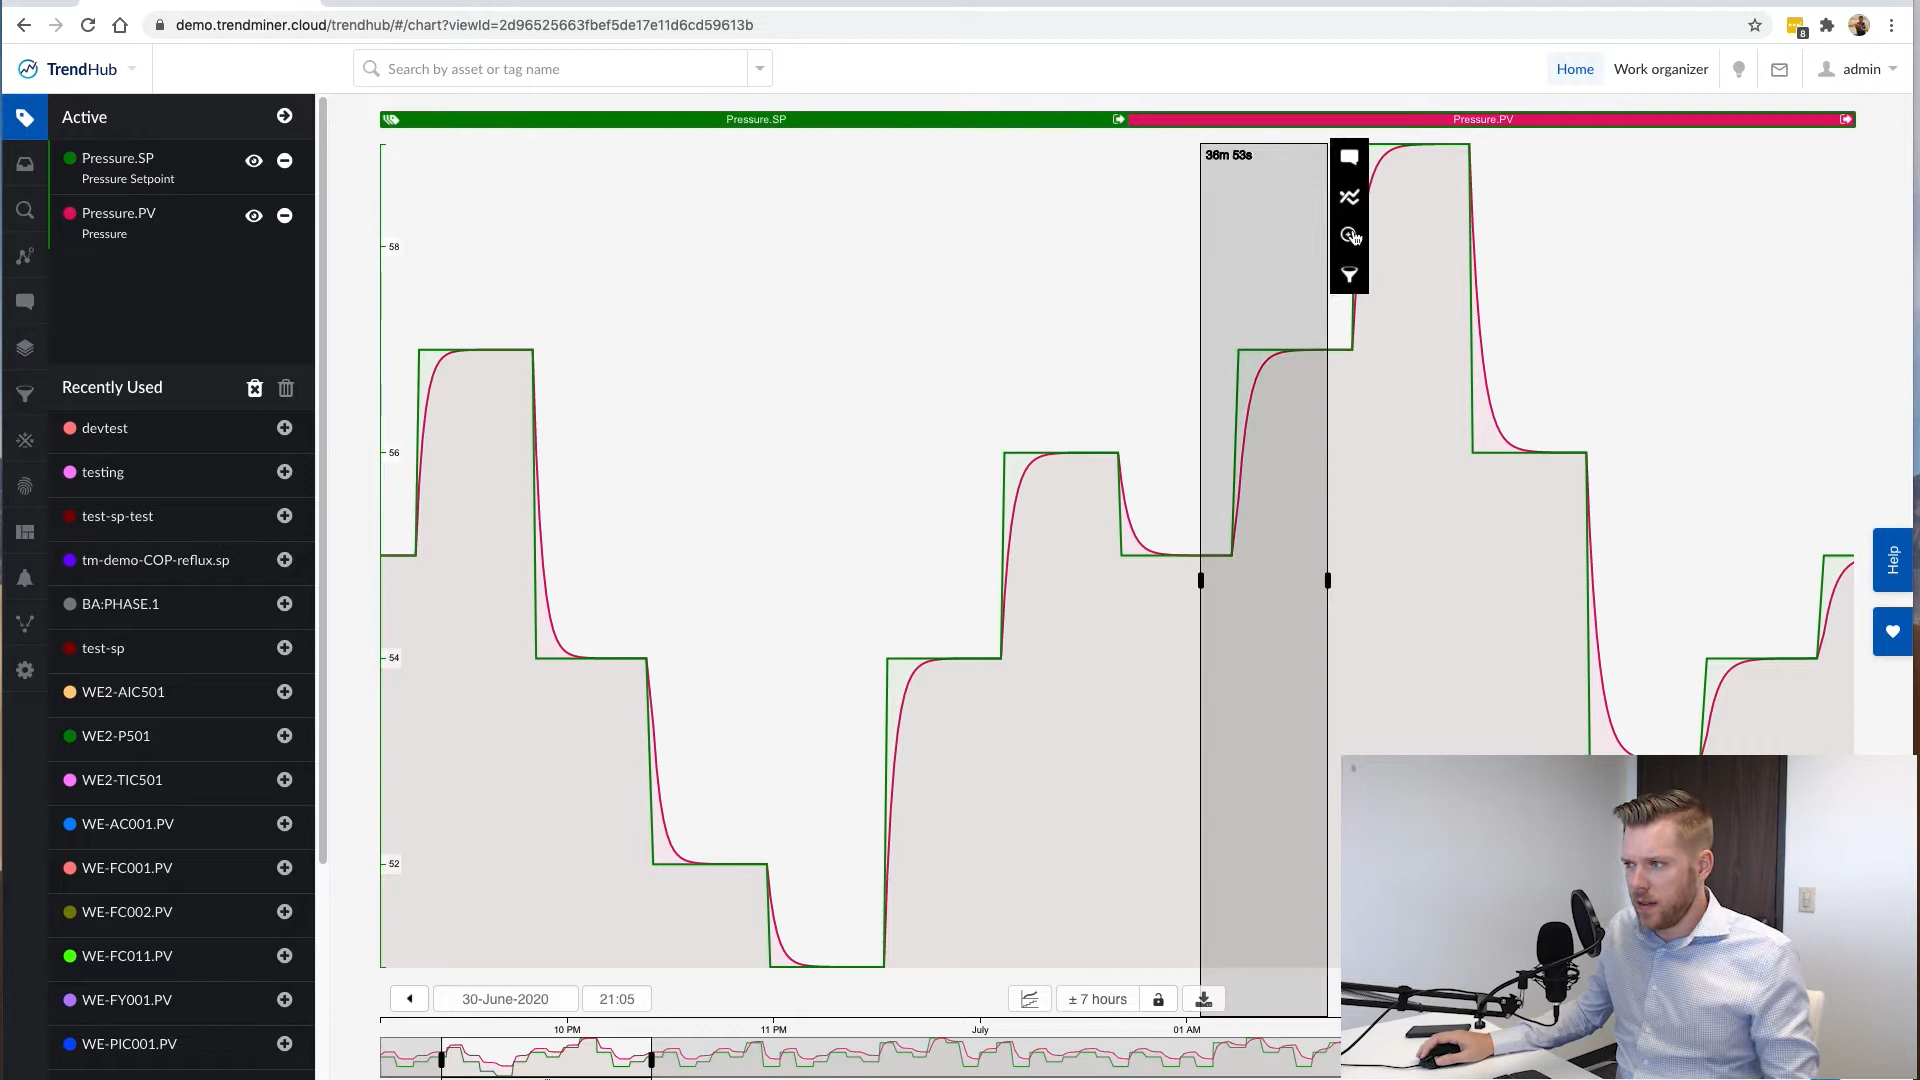 demo.trendminer.cloud/trendhub/#/chart?viewId=2d96525663fbef5de17e11d6cd59613b
8
TrendHub
Search by asset or tag name
Home
Work organizer
admin
Active
Pressure.SP
Pressure Setpoint
Pressure.PV
Pressure
Recently Used
devtest
testing
test-sp-test
tm-demo-COP-reflux.sp
BA:PHASE.1
test-sp
WE2-AIC501
WE2-P501
WE2-TIC501
WE-AC001.PV
WE-FC001.PV
WE-FC002.PV
WE-FC011.PV
WE-FY001.PV
WE-PIC001.PV
Pressure.SP
Pressure.PV
36m 53s
58
56
54
52
Help
30-June-2020
21:05
± 7 hours
10 PM
11 PM
July
01 AM